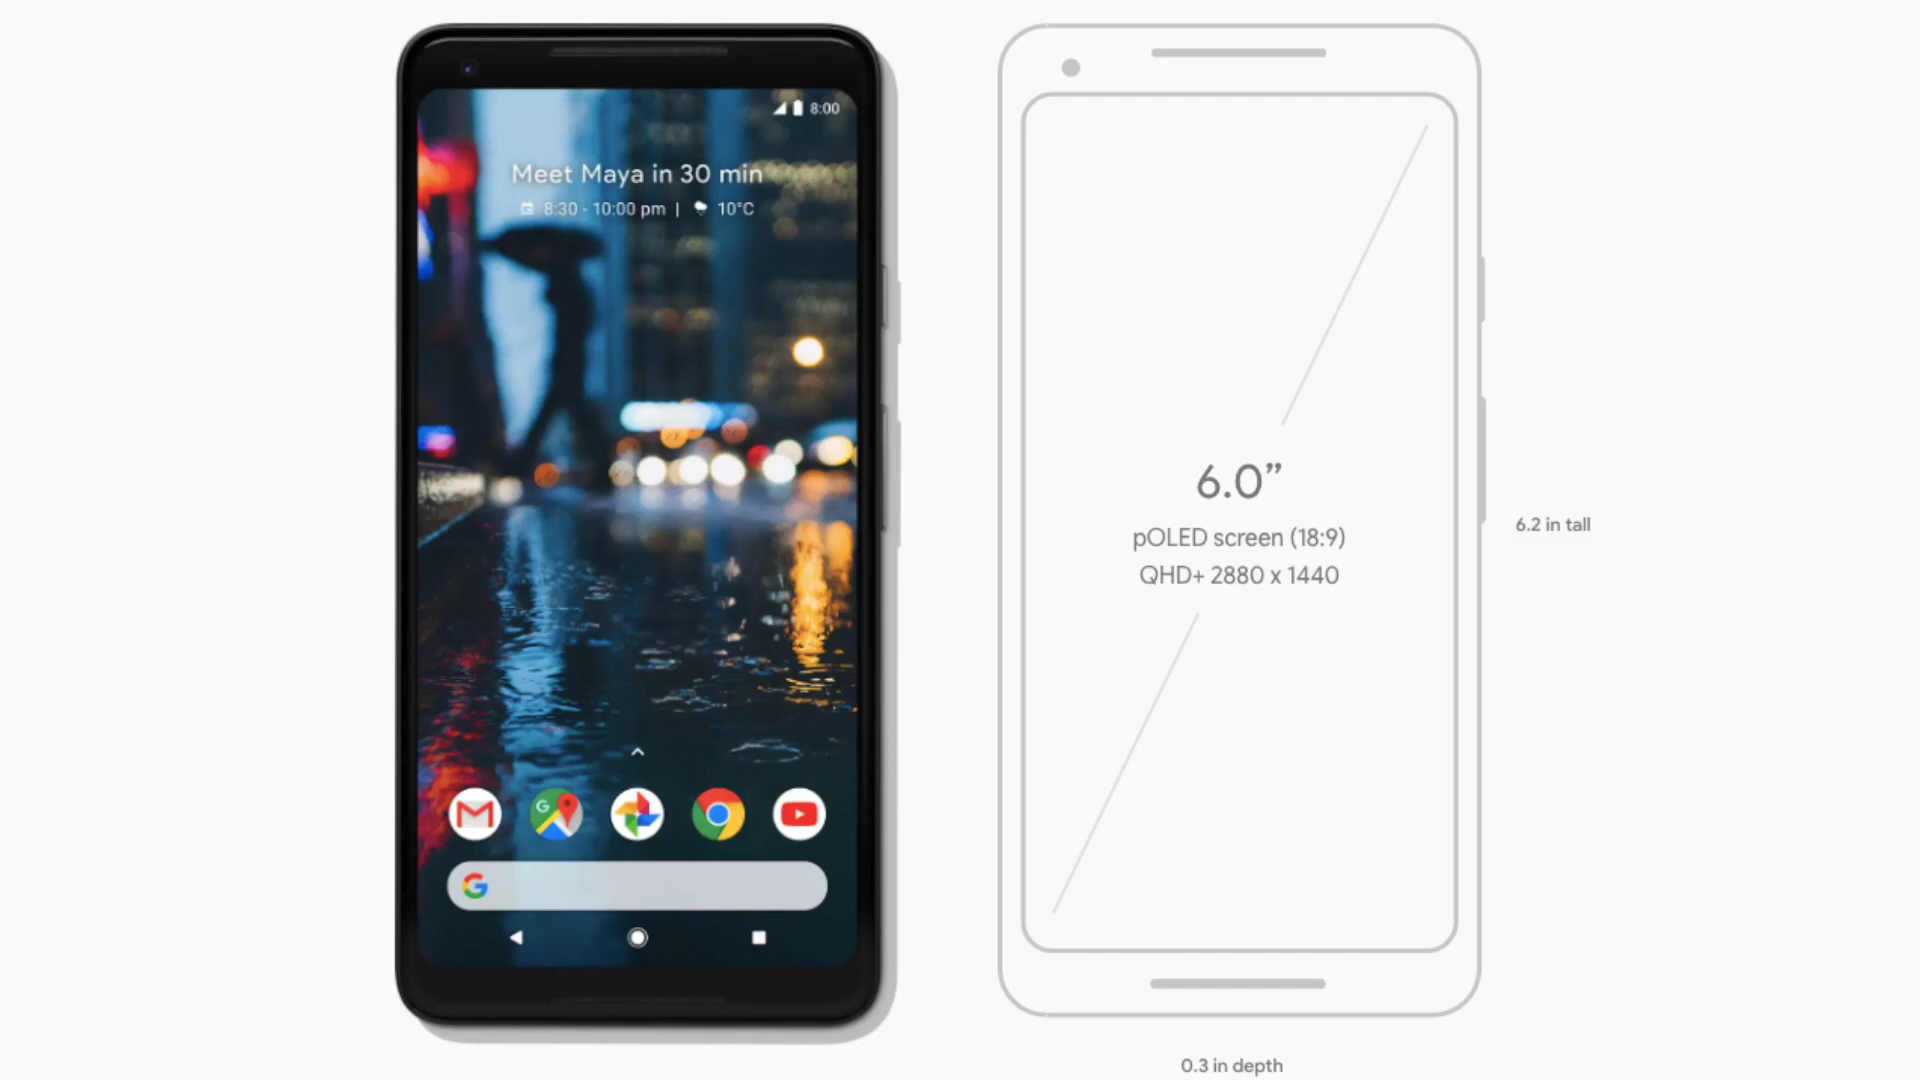 8:00
Meet Maya in 30 min
8:30 - 10:00 pm | 10°C
G
G
6.0”
pOLED screen (18:9)
QHD+ 2880 x 1440
6.2 in tall
0.3 in depth